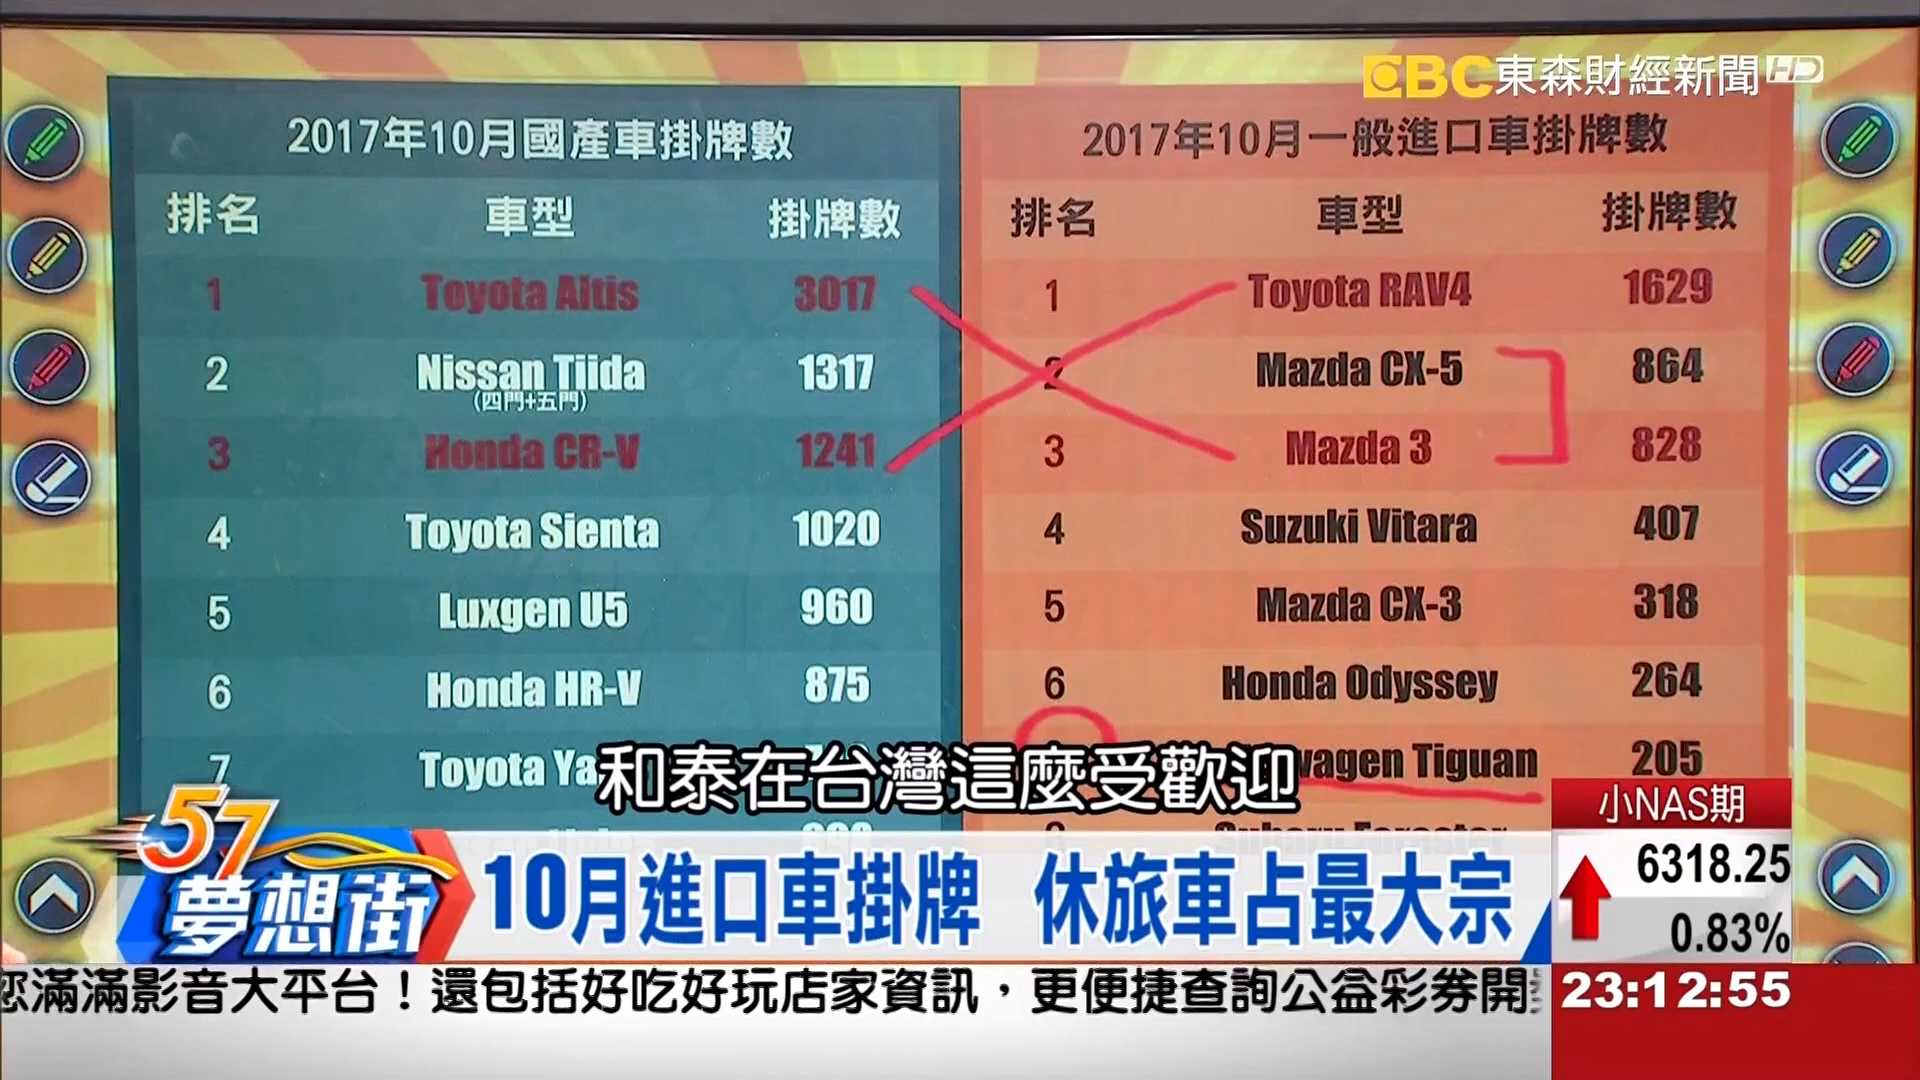 EBC東森財經新聞HD
2017年10月國產車掛牌數
排名 車型 掛牌數
1 Toyota Altis 3017
2 Nissan Tiida 1317
(四門+五門)
3 Honda CR-V 1241
4 Toyota Sienta 1020
5 Luxgen U5 960
6 Honda HR-V 875
7 Toyota
2017年10月一般進口車掛牌數
排名 車型 掛牌數
1 Toyota RAV4 1629
2 Mazda CX-5 864
3 Mazda 3 828
4 Suzuki Vitara 407
5 Mazda CX-3 318
6 Honda Odyssey 264
Tiguan 205
和泰在台灣這麼受歡迎
57夢想街
10月進口車掛牌 休旅車占最大宗
小NAS期
6318.25
0.83%
滿滿影音大平台！還包括好吃好玩店家資訊，更便捷查詢公益彩券開
23:12:55